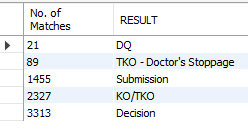 No. of Matches RESULT
21 DQ
89 TKO - Doctor's Stoppage
1455 Submission
2327 KO/TKO
3313 Decision